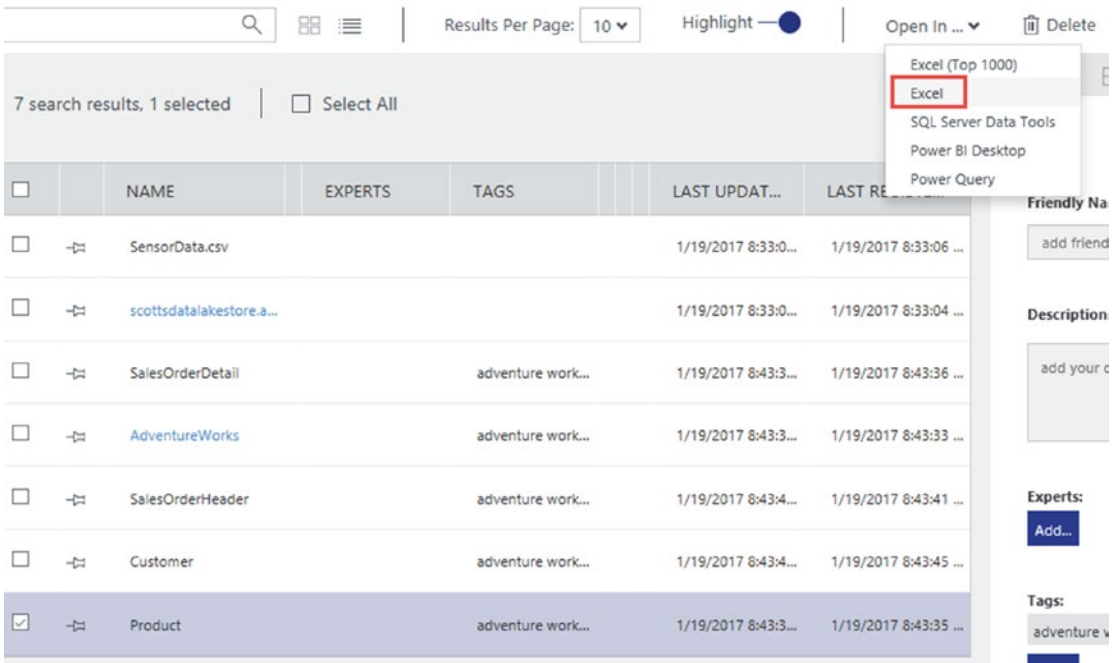 Results Per Page: 10 Highlight Open In ... Delete
Excel (Top 1000)
Excel
SQL Server Data Tools
Power BI Desktop
Power Query
7 search results, 1 selected Select All
NAME EXPERTS TAGS LAST UPDAT... LAST
Friendly Na
add friend
SensorData.csv 1/19/2017 8:33:0... 1/19/2017 8:33:06 ...
scottsdatalakestore.a... 1/19/2017 8:33:0... 1/19/2017 8:33:04 ...
Description
SalesOrderDetail adventure work... 1/19/2017 8:43:3... 1/19/2017 8:43:36 ...
add your
AdventureWorks adventure work... 1/19/2017 8:43:3... 1/19/2017 8:43:33 ...
SalesOrderHeader adventure work... 1/19/2017 8:43:4... 1/19/2017 8:43:41 ...
Experts:
Add...
Customer adventure work... 1/19/2017 8:43:4... 1/19/2017 8:43:45 ...
Product adventure work... 1/19/2017 8:43:3... 1/19/2017 8:43:35 ...
Tags:
adventure